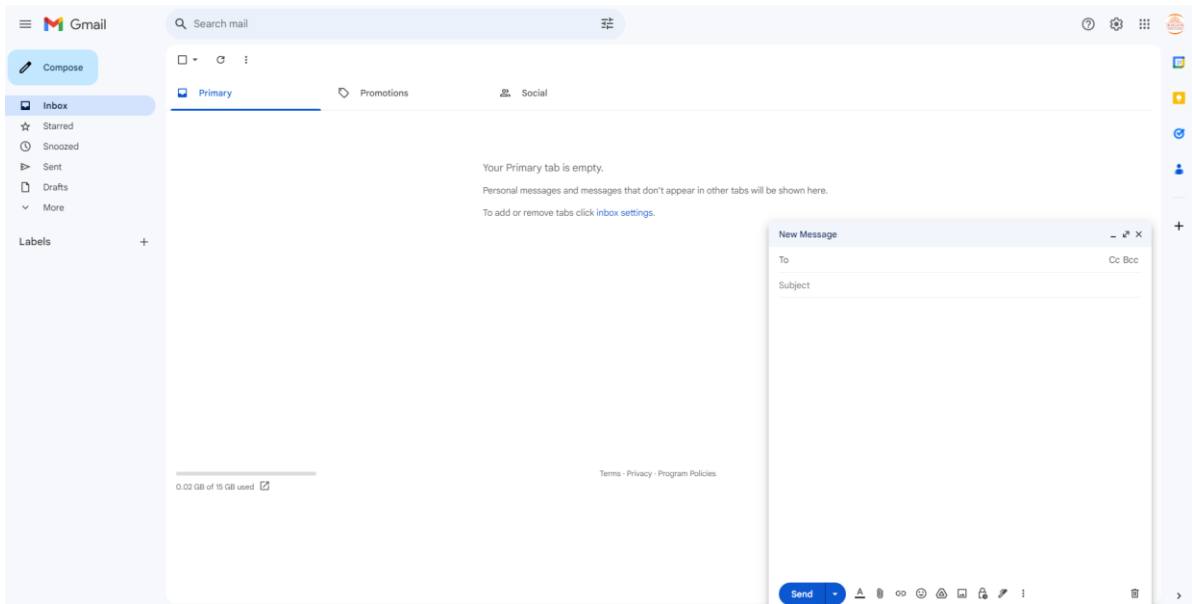 Gmail
Search mail
Compose
Inbox
Starred
Snoozed
Sent
Drafts
More
Labels
Primary
Promotions
Social
Your Primary tab is empty.
Personal messages and messages that don't appear in other tabs will be shown here.
To add or remove tabs click inbox settings.
0.02 GB of 15 GB used
Terms · Privacy · Program Policies
New Message
To
Cc Bcc
Subject
Send